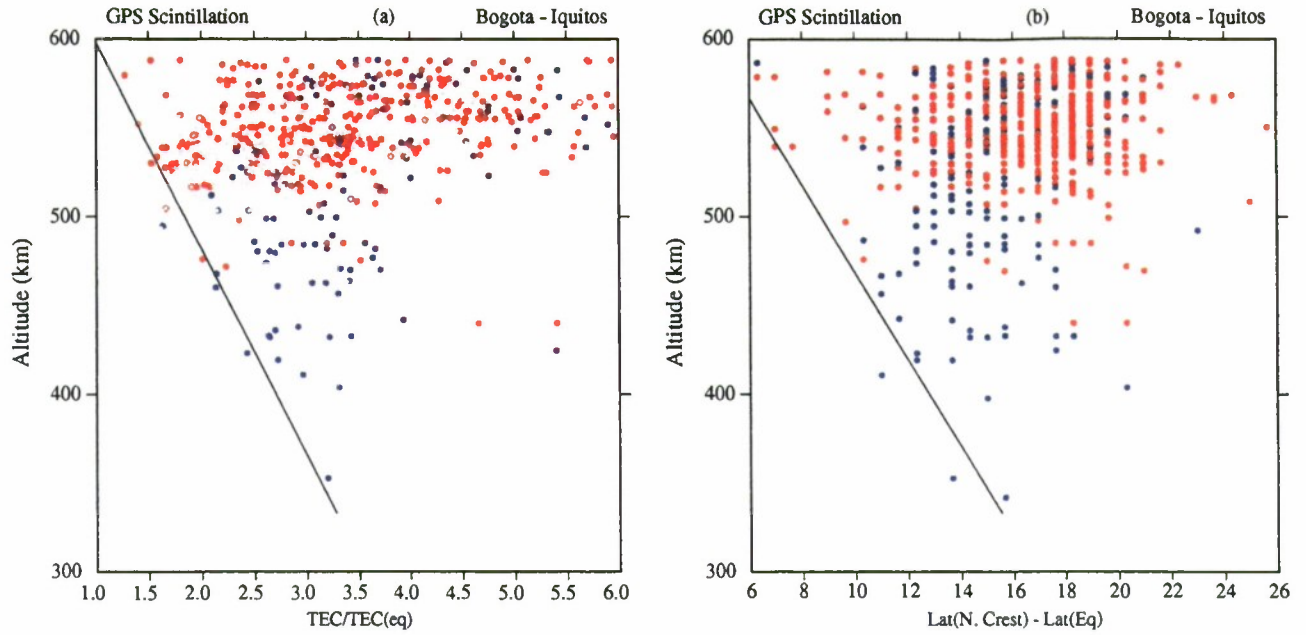 GPS Scintillation (a) Bogota - Iquitos
GPS Scintillation (b) Bogota - Iquitos
600
500
400
300
Altitude (km)
1.0 1.5 2.0 2.5 3.0 3.5 4.0 4.5 5.0 5.5 6.0
TEC/TEC(eq)
600
500
400
300
Altitude (km)
6 8 10 12 14 16 18 20 22 24 26
Lat(N. Crest) - Lat(Eq)